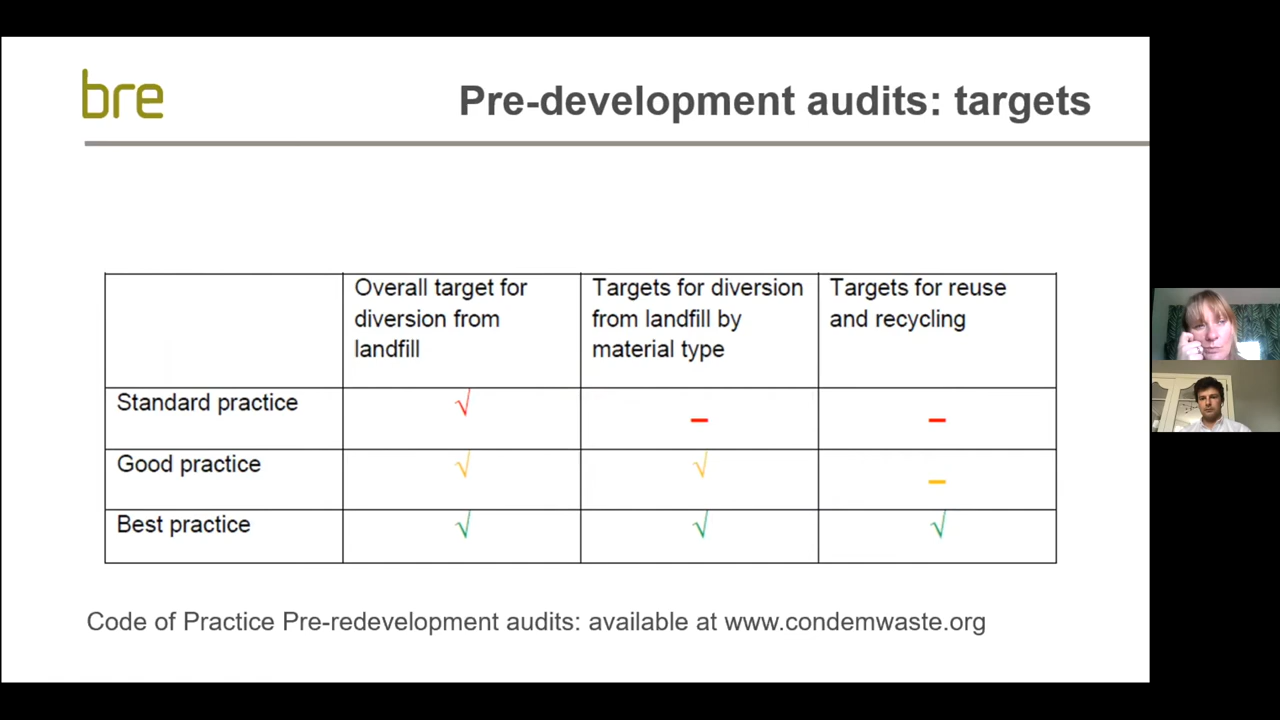 bre
Pre-development audits: targets
Overall target for
diversion from
landfill
Targets for diversion
from landfill by
material type
Targets for reuse
and recycling
Standard practice
√
–
–
Good practice
√
√
–
Best practice
√
√
√
Code of Practice Pre-redevelopment audits: available at www.condemwaste.org